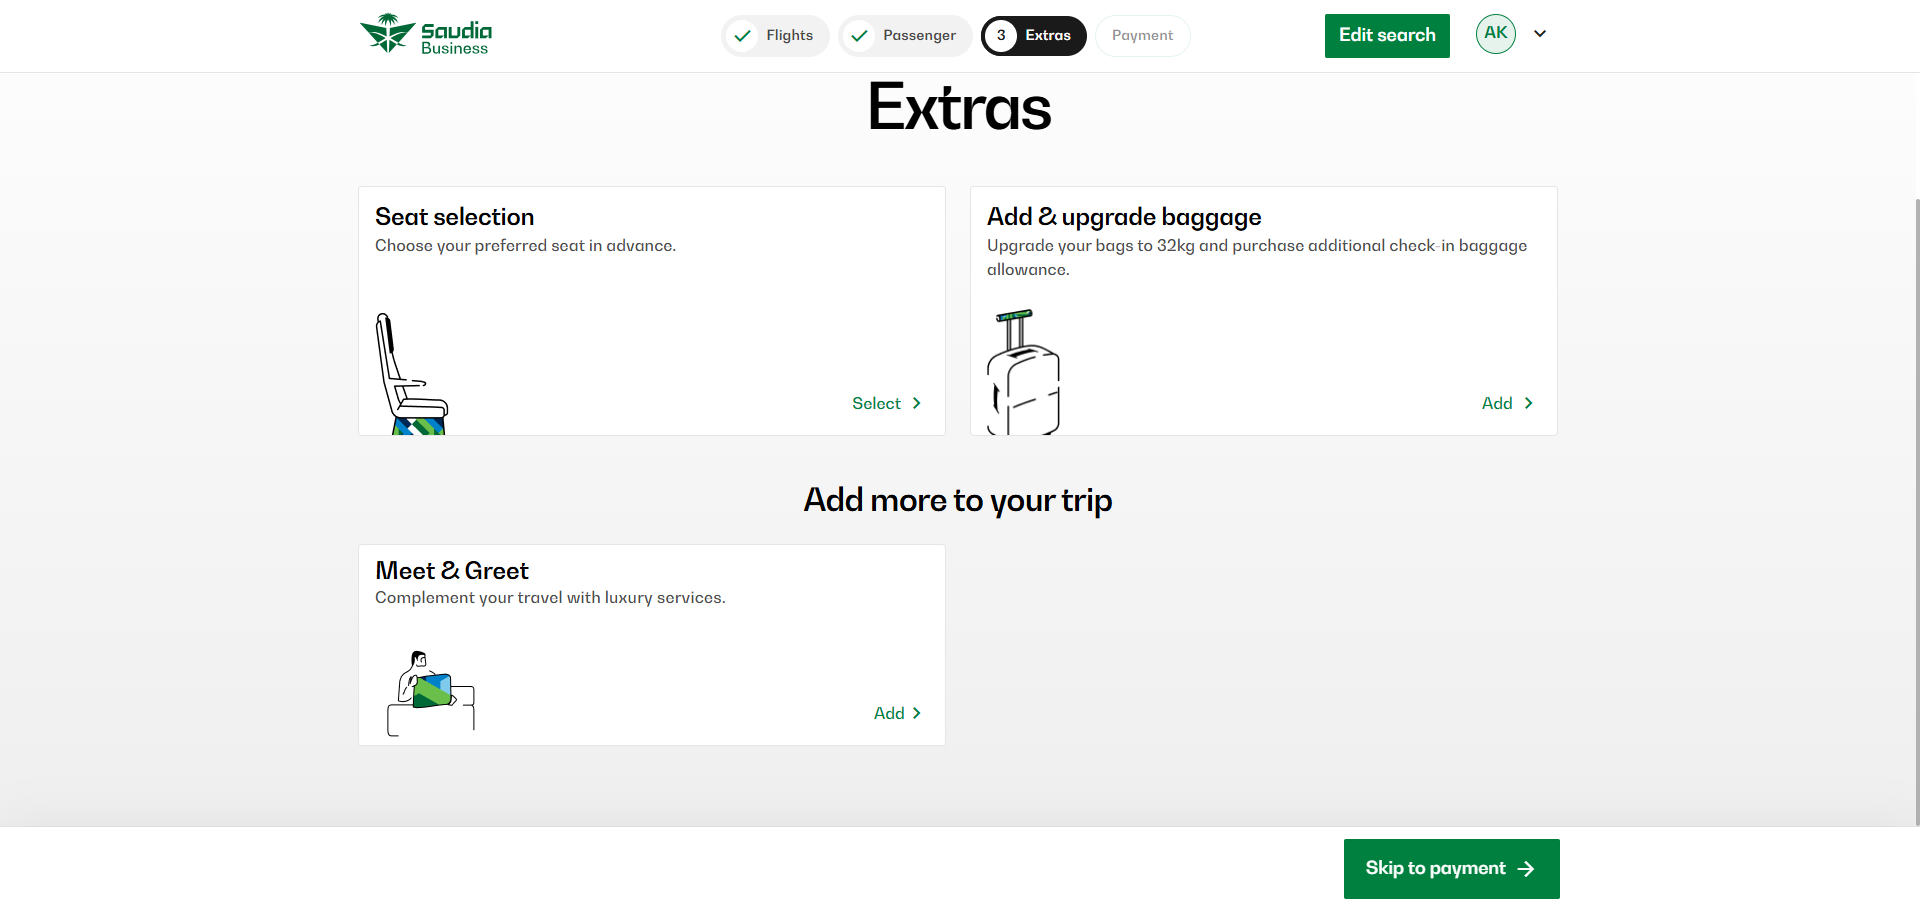 Saudia
Business
Flights
Passenger
3
Extras
Payment
Edit search
AK
Extras
Seat selection
Choose your preferred seat in advance.
Select
Add & upgrade baggage
Upgrade your bags to 32kg and purchase additional check-in baggage
allowance.
Add
Add more to your trip
Meet & Greet
Complement your travel with luxury services.
Add
Skip to payment